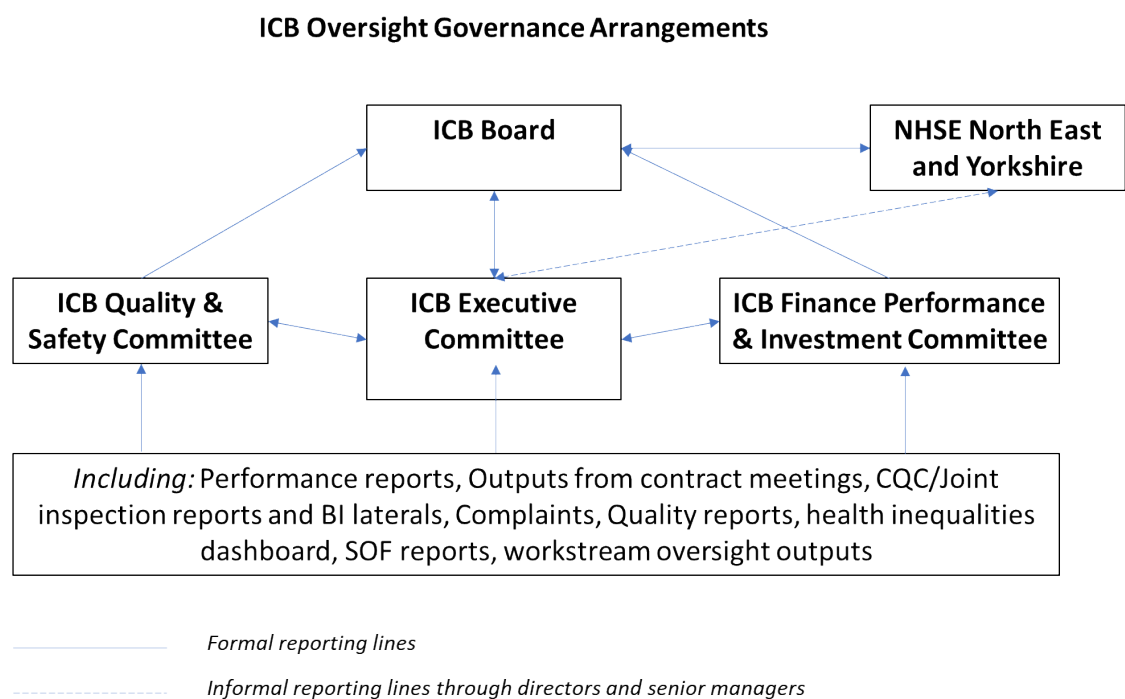 ICB Oversight Governance Arrangements
ICB Board
NHSE North East
and Yorkshire
ICB Quality &
Safety Committee
ICB Executive
Committee
ICB Finance Performance
& Investment Committee
Including: Performance reports, Outputs from contract meetings, CQC/Joint
inspection reports and BI laterals, Complaints, Quality reports, health inequalities
dashboard, SOF reports, workstream oversight outputs
Formal reporting lines
Informal reporting lines through directors and senior managers